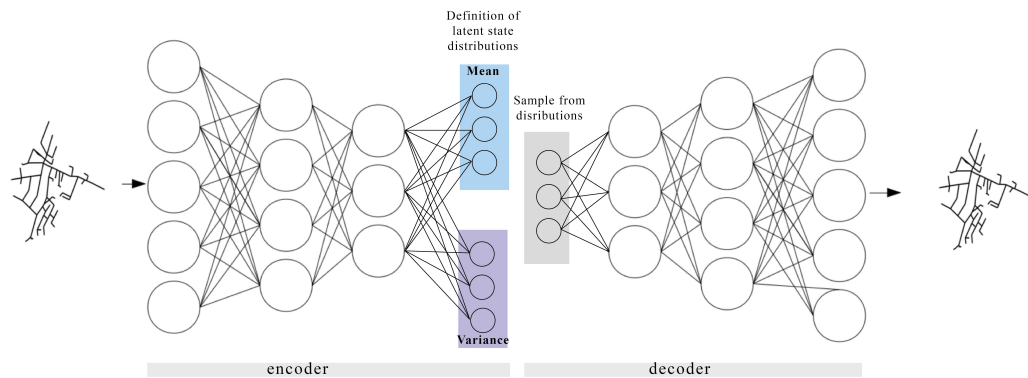 Definition of
latent state
distributions
Mean
Sample from
disributions
Variance
encoder
decoder